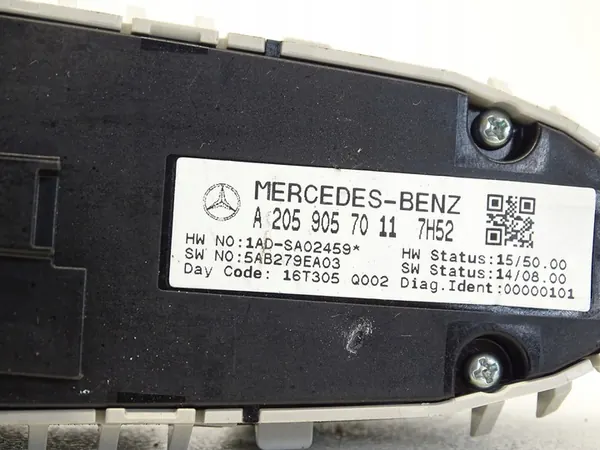 MERCEDES-BENZ
A 205 905 70 11 7H52
HW NO:1AD-SA02459* HW Status:15/50.00
SW NO:5AB279EA03 SW Status:14/08.00
Day Code: 16T305 Q002 Diag.Ident:00000101